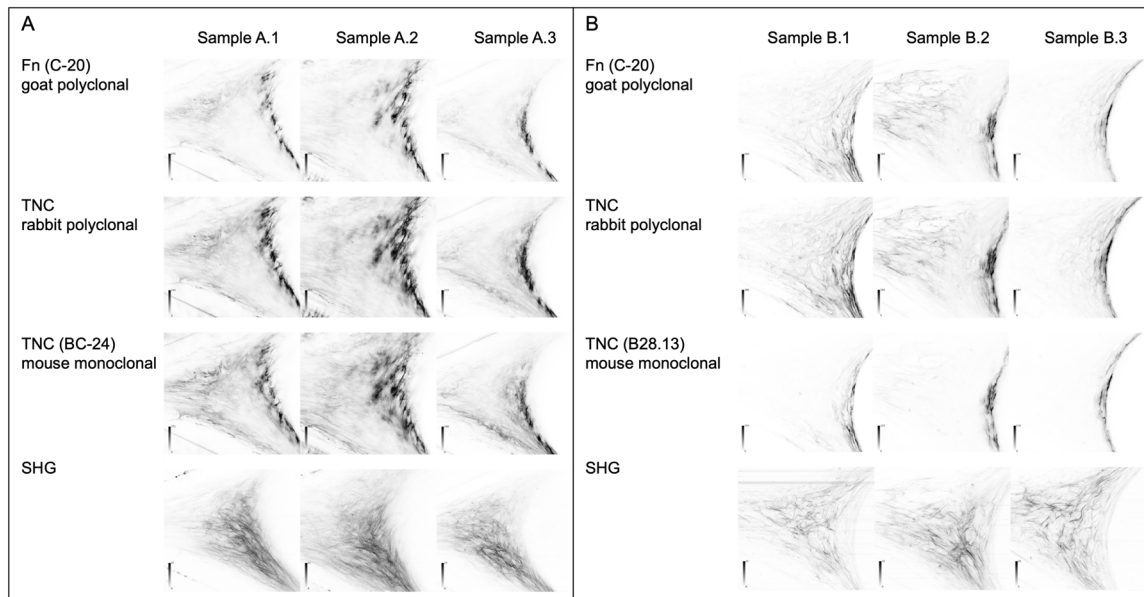 A
Sample A.1 Sample A.2 Sample A.3
Fn (C-20)
goat polyclonal
TNC
rabbit polyclonal
TNC (BC-24)
mouse monoclonal
SHG
B
Sample B.1 Sample B.2 Sample B.3
Fn (C-20)
goat polyclonal
TNC
rabbit polyclonal
TNC (B28.13)
mouse monoclonal
SHG